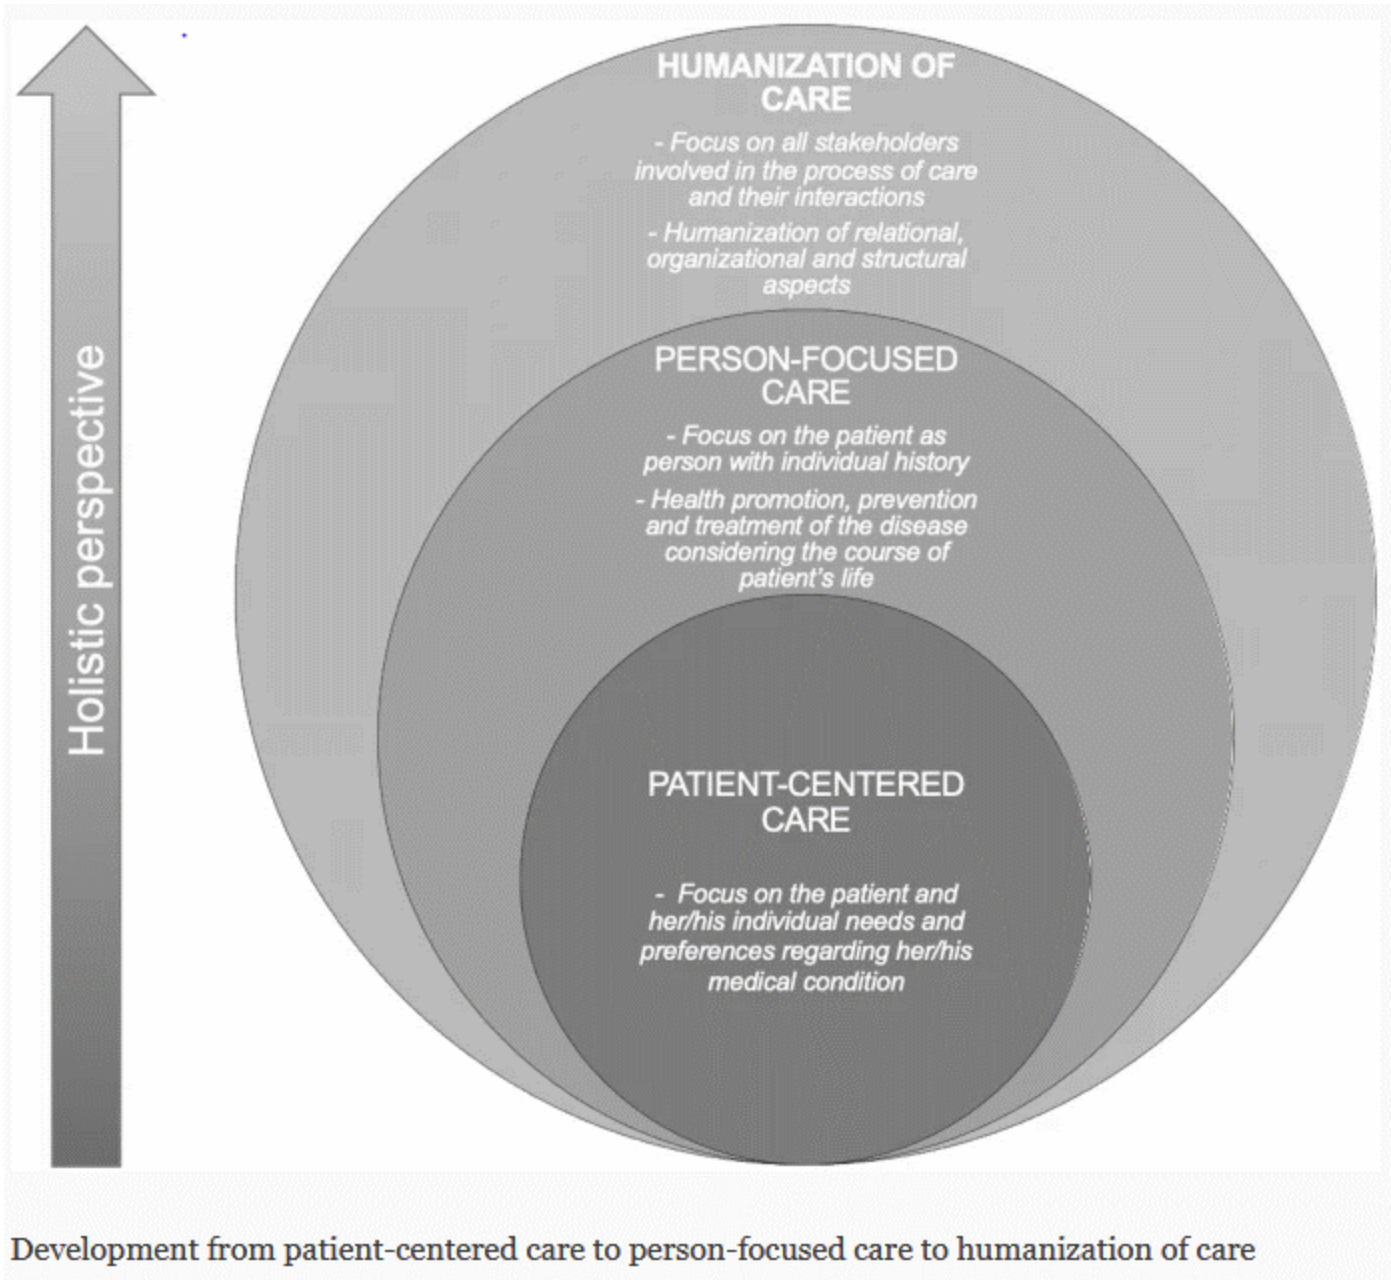 HUMANIZATION OF
CARE
- Focus on all stakeholders
involved in the process of care
and their interactions
- Humanization of relational,
organizational and structural
aspects
PERSON-FOCUSED
CARE
- Focus on the patient as
person with individual history
- Health promotion, prevention
and treatment of the disease
considering the course of
patient's life
PATIENT-CENTERED
CARE
- Focus on the patient and
her/his individual needs and
preferences regarding her/his
medical condition
Holistic perspective
Development from patient-centered care to person-focused care to humanization of care